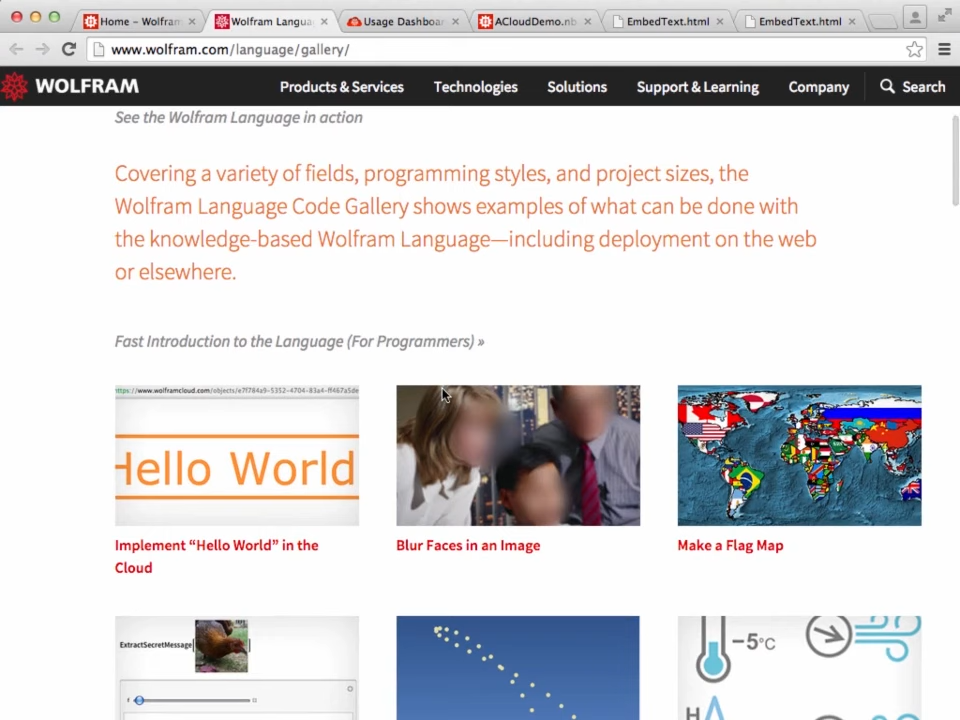 Home – Wolfram
Wolfram Langua
Usage Dashboar
ACloudDemo.nb
EmbedText.html
EmbedText.html
www.wolfram.com/language/gallery/
WOLFRAM
Products & Services
Technologies
Solutions
Support & Learning
Company
Search
See the Wolfram Language in action
Covering a variety of fields, programming styles, and project sizes, the
Wolfram Language Code Gallery shows examples of what can be done with
the knowledge-based Wolfram Language—including deployment on the web
or elsewhere.
Fast Introduction to the Language (For Programmers) »
Hello World
Implement “Hello World” in the
Cloud
Blur Faces in an Image
Make a Flag Map
ExtractSecretMessage
-5°C
H